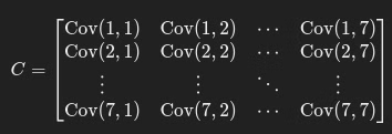 C = [ Cov(1, 1) Cov(1, 2) ⋯ Cov(1, 7)
Cov(2, 1) Cov(2, 2) ⋯ Cov(2, 7)
⋮ ⋮ ⋱ ⋮
Cov(7, 1) Cov(7, 2) ⋯ Cov(7, 7) ]